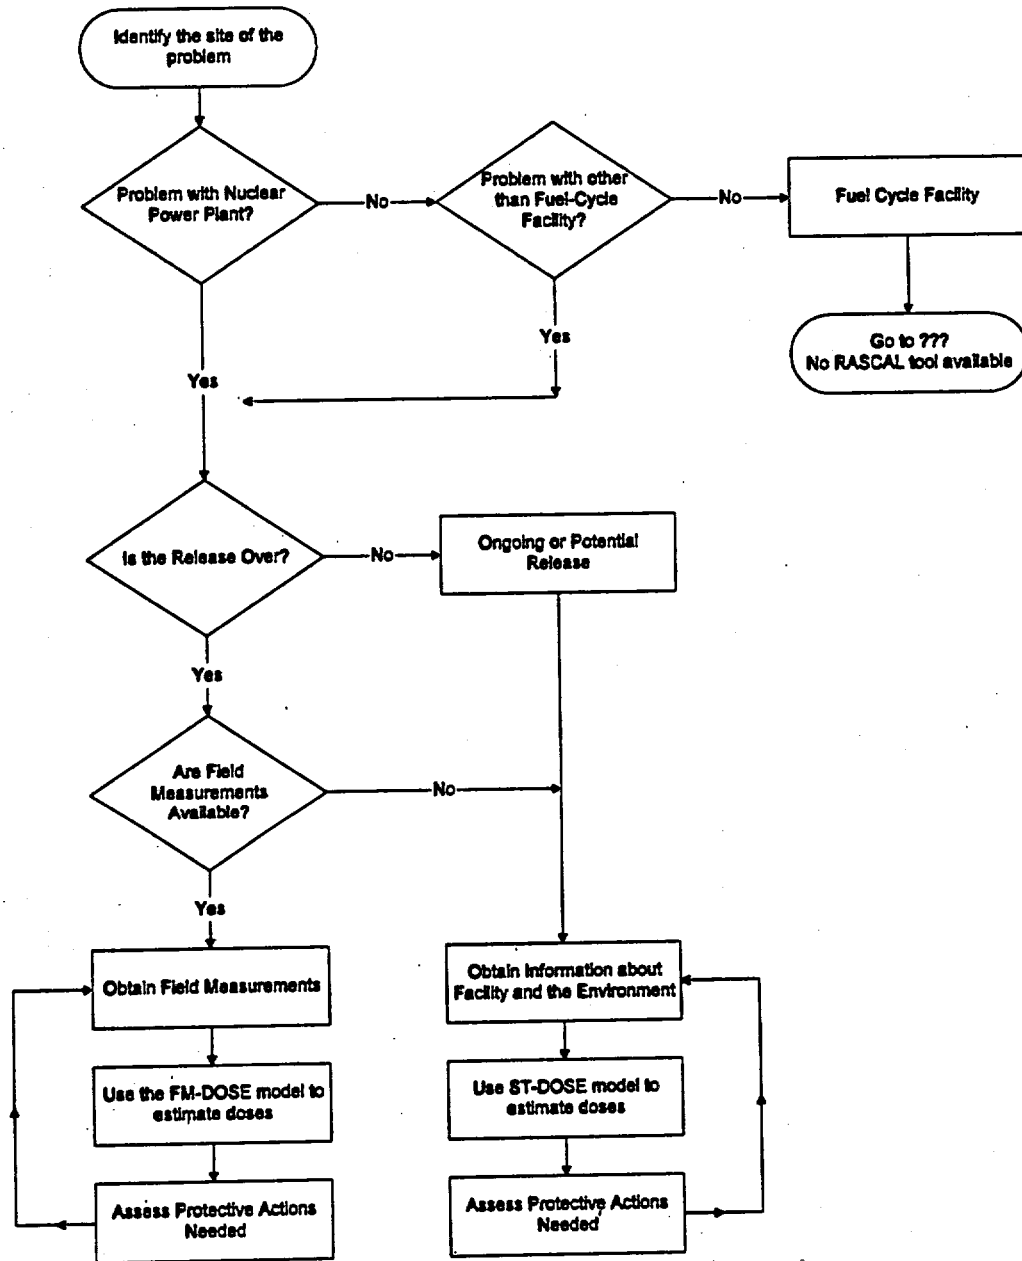 Identify the site of the
problem
Problem with Nuclear
Power Plant?
No
Problem with other
than Fuel-Cycle
Facility?
No
Fuel Cycle Facility
Yes
Go to ???
No RASCAL tool available
Yes
Is the Release Over?
No
Ongoing or Potential
Release
Yes
Are Field
Measurements
Available?
No
Yes
Obtain Field Measurements
Obtain Information about
Facility and the Environment
Use the FM-DOSE model to
estimate doses
Use ST-DOSE model to
estimate doses
Assess Protective Actions
Needed
Assess Protective Actions
Needed